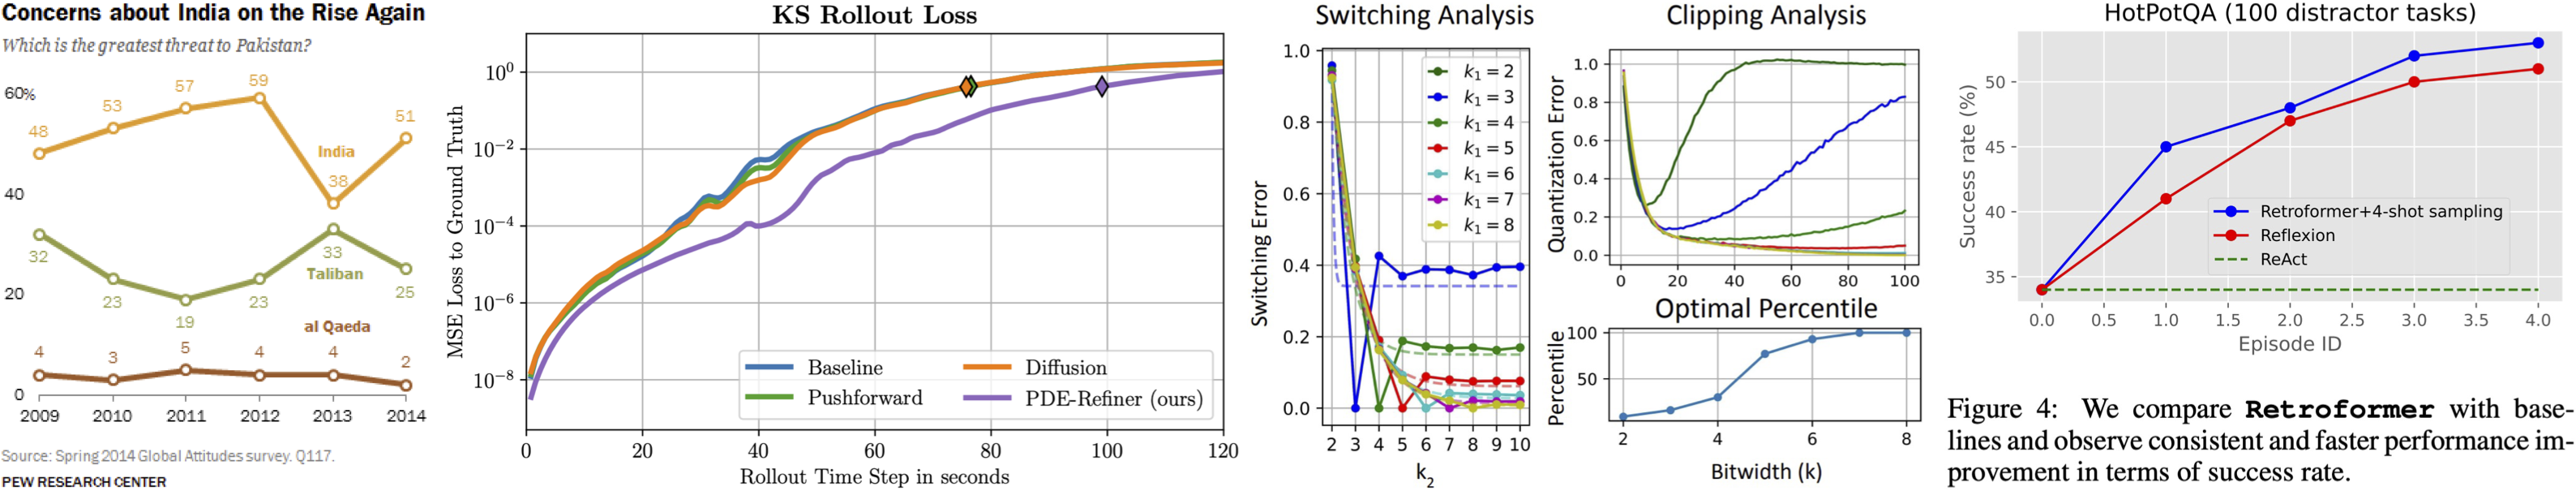 Concerns about India on the Rise Again
Which is the greatest threat to Pakistan?
60%
40
20
0
48
53
57
59
India
38
51
32
23
19
23
33
Taliban
25
al Qaeda
4
3
5
4
4
2
2009 2010 2011 2012 2013 2014
Source: Spring 2014 Global Attitudes survey. Q117.
PEW RESEARCH CENTER
KS Rollout Loss
MSE Loss to Ground Truth
10⁰
10⁻²
10⁻⁴
10⁻⁶
10⁻⁸
Baseline
Pushforward
Diffusion
PDE-Refiner (ours)
0 20 40 60 80 100 120
Rollout Time Step in seconds
Switching Analysis
Switching Error
1.0
0.8
0.6
0.4
0.2
0.0
k₁ = 2
k₁ = 3
k₁ = 4
k₁ = 5
k₁ = 6
k₁ = 7
k₁ = 8
2 3 4 5 6 7 8 9 10
k₂
Clipping Analysis
Quantization Error
1.0
0.8
0.6
0.4
0.2
0.0
0 20 40 60 80 100
Optimal Percentile
Percentile
100
50
2 4 6 8
Bitwidth (k)
HotPotQA (100 distractor tasks)
Success rate (%)
50
45
40
35
Retroformer+4-shot sampling
Reflexion
ReAct
0.0 0.5 1.0 1.5 2.0 2.5 3.0 3.5 4.0
Episode ID
Figure 4: We compare Retroformer with base-
lines and observe consistent and faster performance im-
provement in terms of success rate.